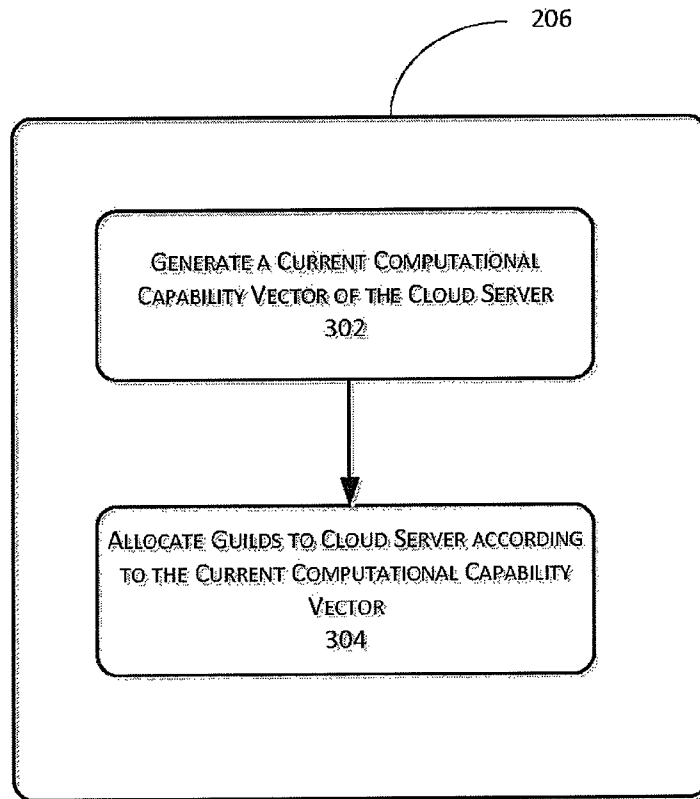 206
GENERATE A CURRENT COMPUTATIONAL
CAPABILITY VECTOR OF THE CLOUD SERVER
302
ALLOCATE GUILDS TO CLOUD SERVER ACCORDING
TO THE CURRENT COMPUTATIONAL CAPABILITY
VECTOR
304